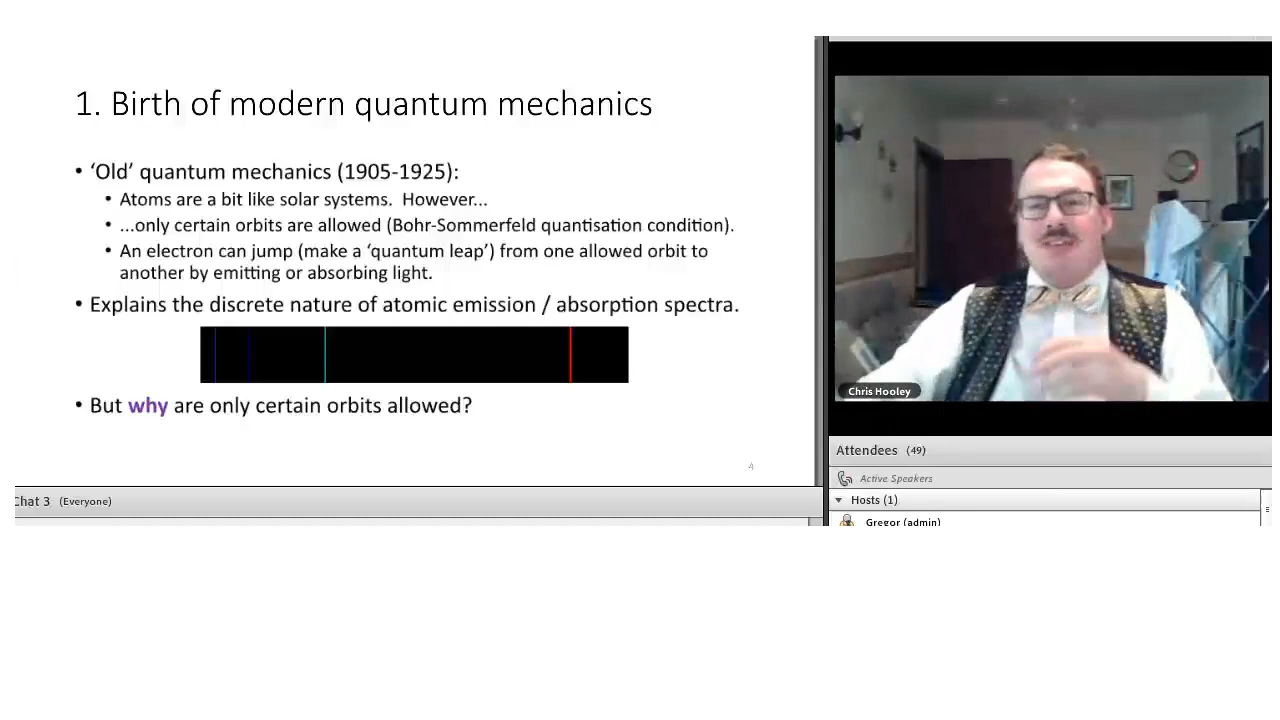 1. Birth of modern quantum mechanics
• ‘Old’ quantum mechanics (1905-1925):
• Atoms are a bit like solar systems.  However...
• ...only certain orbits are allowed (Bohr-Sommerfeld quantisation condition).
• An electron can jump (make a ‘quantum leap’) from one allowed orbit to
another by emitting or absorbing light.
• Explains the discrete nature of atomic emission / absorption spectra.
• But why are only certain orbits allowed?
4
Chat 3 (Everyone)
Chris Hooley
Attendees (49)
Active Speakers
Hosts (1)
Gregor (admin)